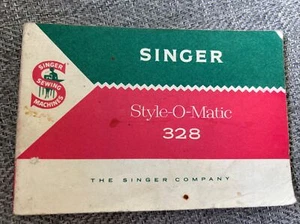 SINGER
SINGER
SEWING
MACHINES
Style-O-Matic
328
THE SINGER COMPANY